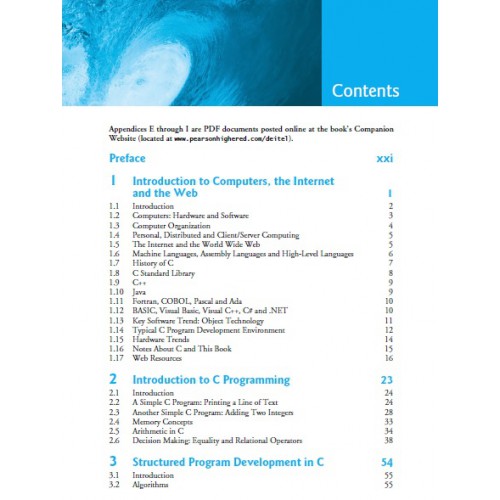 Contents
Appendices E through I are PDF documents posted online at the book's Companion
Website (located at www.pearsonhighered.com/deitel).
Preface xxi
1 Introduction to Computers, the Internet
and the Web 1
1.1 Introduction 2
1.2 Computers: Hardware and Software 3
1.3 Computer Organization 4
1.4 Personal, Distributed and Client/Server Computing 5
1.5 The Internet and the World Wide Web 5
1.6 Machine Languages, Assembly Languages and High-Level Languages 6
1.7 History of C 7
1.8 C Standard Library 8
1.9 C++ 9
1.10 Java 9
1.11 Fortran, COBOL, Pascal and Ada 10
1.12 BASIC, Visual Basic, Visual C++, C# and .NET 10
1.13 Key Software Trend: Object Technology 11
1.14 Typical C Program Development Environment 12
1.15 Hardware Trends 14
1.16 Notes About C and This Book 15
1.17 Web Resources 16
2 Introduction to C Programming 23
2.1 Introduction 24
2.2 A Simple C Program: Printing a Line of Text 24
2.3 Another Simple C Program: Adding Two Integers 28
2.4 Memory Concepts 33
2.5 Arithmetic in C 34
2.6 Decision Making: Equality and Relational Operators 38
3 Structured Program Development in C 54
3.1 Introduction 55
3.2 Algorithms 55